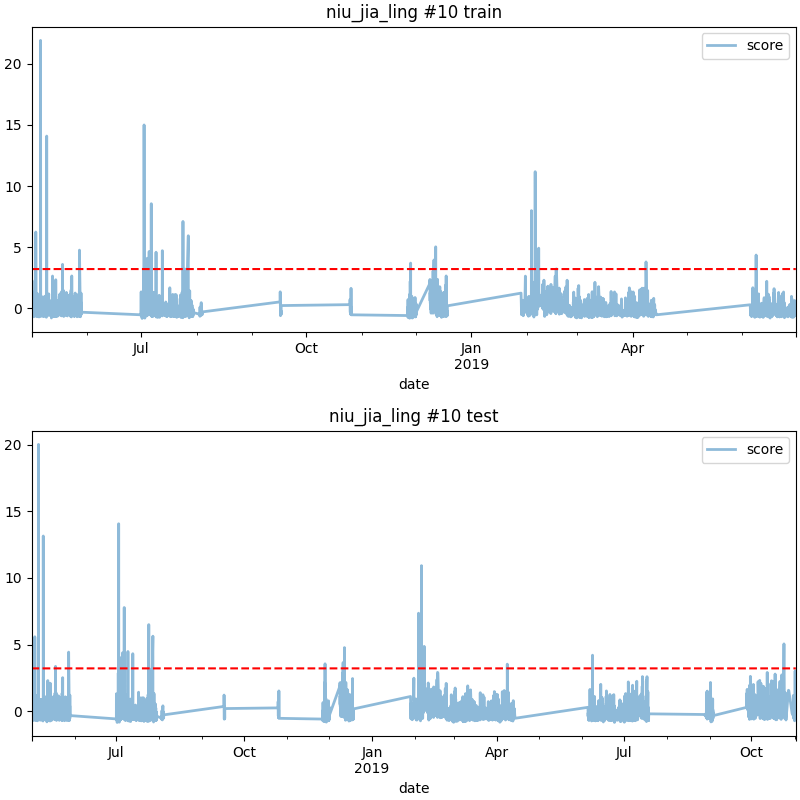 niu_jia_ling #10 train
score
20
15
10
5
0
Jul
Oct
Jan
2019
Apr
date
niu_jia_ling #10 test
score
20
15
10
5
0
Jul
Oct
Jan
2019
Apr
Jul
Oct
date